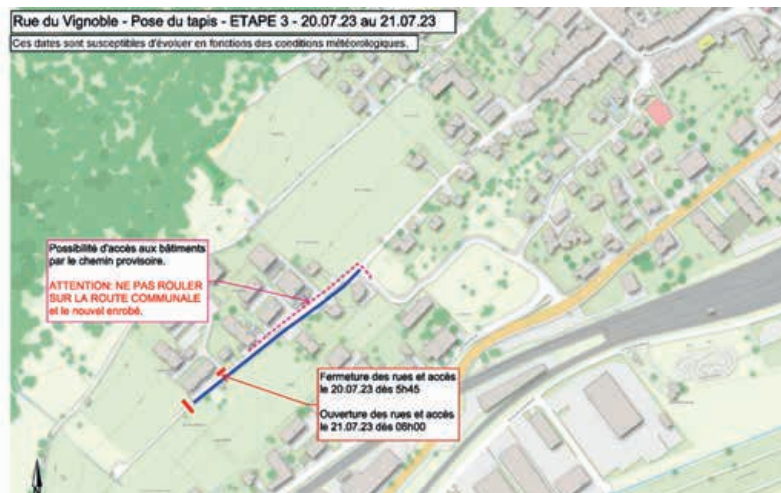 Rue du Vignoble - Pose du tapis - ETAPE 3 - 20.07.23 au 21.07.23
Ces dates sont susceptibles d'évoluer en fonctions des conditions météorologiques.
Possibilité d'accès aux bâtiments
par le chemin provisoire.
ATTENTION: NE PAS ROULER
SUR LA ROUTE COMMUNALE
et le nouvel enrobé.
Fermeture des rues et accès
le 20.07.23 dès 5h45
Ouverture des rues et accès
le 21.07.23 dès 06h00